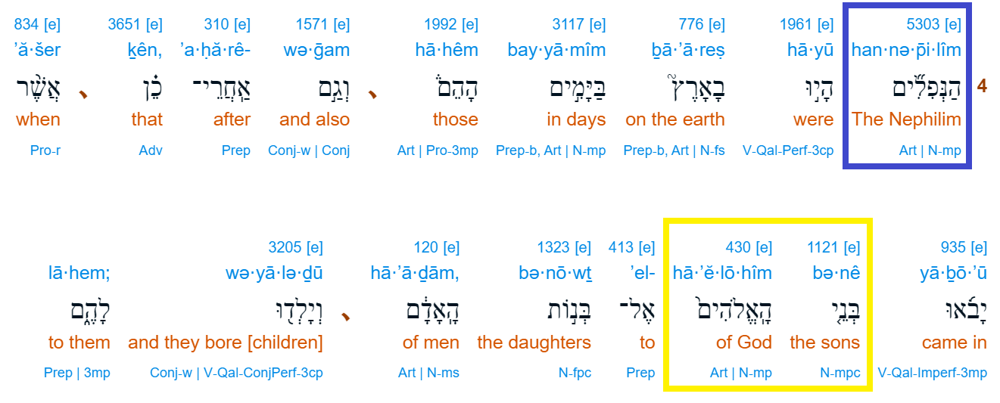 834 [e] 3651 [e] 310 [e] 1571 [e] 1992 [e] 3117 [e] 776 [e] 1961 [e] 5303 [e]
’ă·šer ḵên, ’a·ḥă·rê- wə·ḡam hā·hêm bay·yā·mîm ḇā·’ā·reṣ hā·yū han·nə·p̄i·lîm
4 הַנְּפִלִ֞ים הָי֣וּ בָאָרֶץ֮ בַּיָּמִ֣ים הָהֵם֒ ､ וְגַ֣ם אַֽחֲרֵי־ כֵ֗ן ､ אֲשֶׁ֨ר
when that after and also those in days on the earth were The Nephilim
Pro-r Adv Prep Conj-w | Conj Art | Pro-3mp Prep-b, Art | N-mp Prep-b, Art | N-fs V-Qal-Perf-3cp Art | N-mp
3205 [e] 120 [e] 1323 [e] 413 [e] 430 [e] 1121 [e] 935 [e]
lā·hem; wə·yā·lə·ḏū hā·’ā·ḏām, bə·nō·wṯ ’el- hā·’ĕ·lō·hîm bə·nê yā·ḇō·’ū
יָבֹ֜אוּ בְּנֵ֤י הָֽאֱלֹהִים֙ אֶל־ בְּנ֣וֹת הָֽאָדָ֔ם ､ וְיָלְד֖וּ לָהֶ֑ם
to them and they bore [children] of men the daughters to of God the sons came in
Prep | 3mp Conj-w | V-Qal-ConjPerf-3cp Art | N-ms N-fpc Prep Art | N-mp N-mpc V-Qal-Imperf-3mp